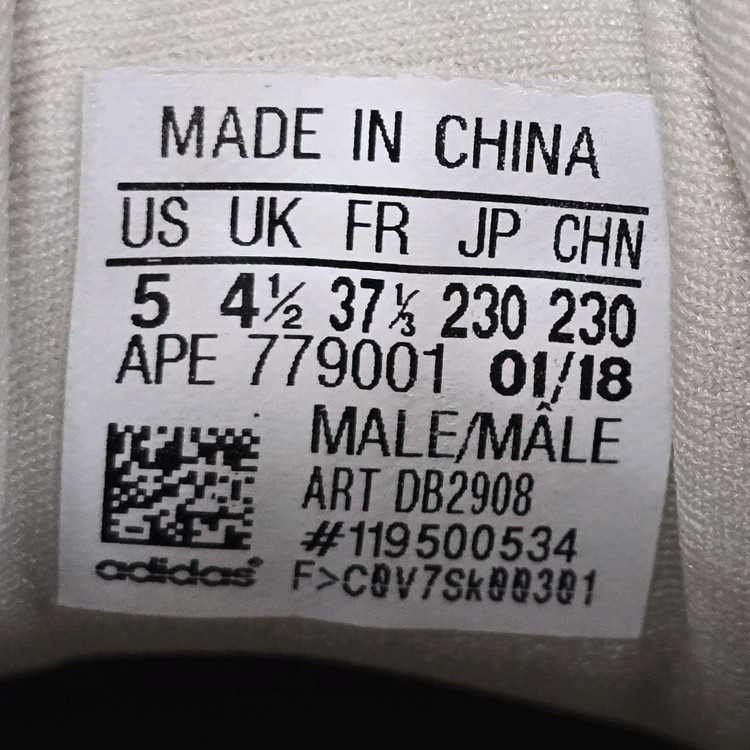 MADE IN CHINA
US UK FR JP CHN
5 4½ 37⅓ 230 230
APE 779001 01/18
MALE/MÂLE
ART DB2908
#119500534
adidas® F>C0V7Sk00301